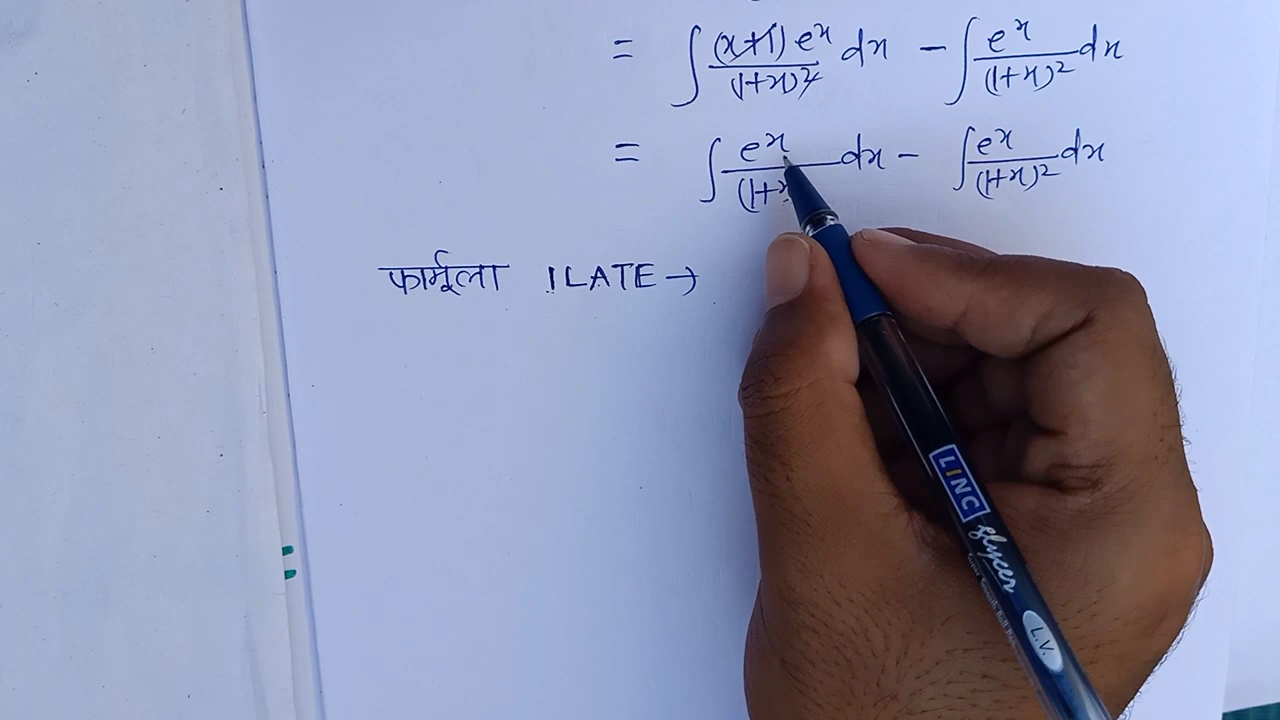 = ∫ (x+1) eˣ / (1+x)² dx − ∫ eˣ / (1+x)² dx
= ∫ eˣ / (1+x dx − ∫ eˣ / (1+x)² dx
फार्मूला ILATE →
LINC glycer
L.V.